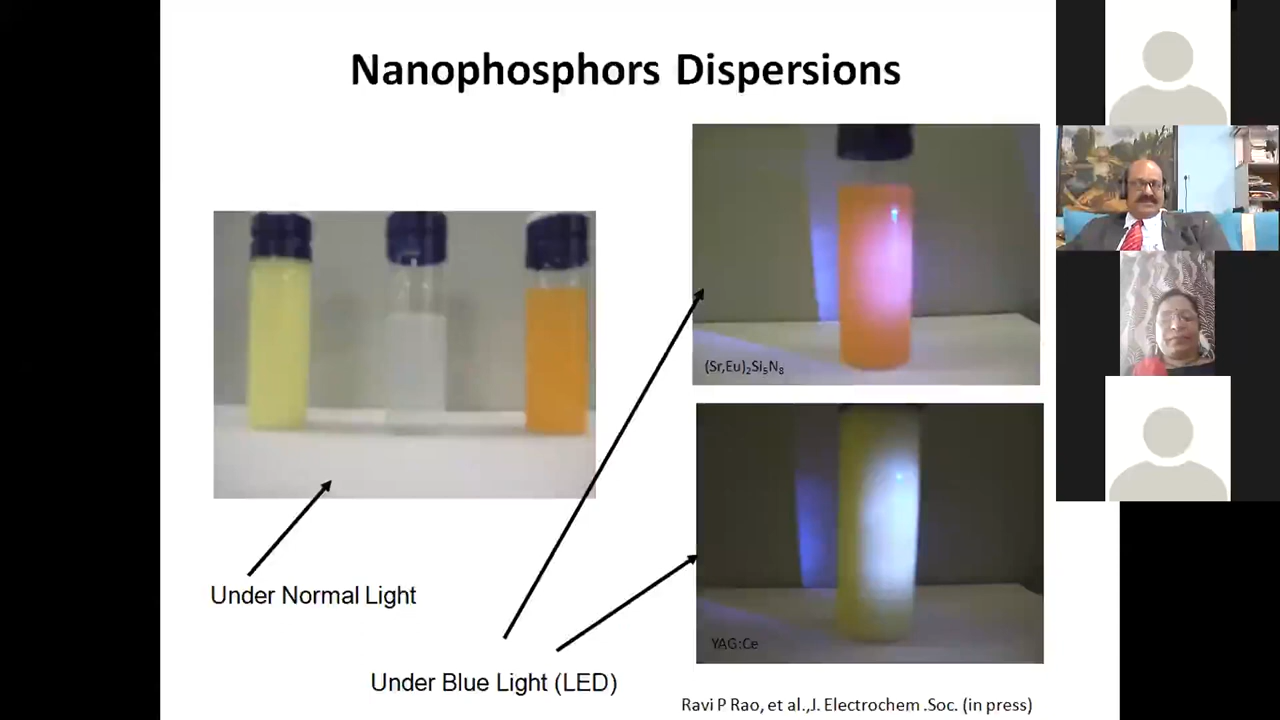 Nanophosphors Dispersions
(Sr,Eu)₂Si₅N₈
Under Normal Light
YAG:Ce
Under Blue Light (LED)
Ravi P Rao, et al.,J. Electrochem .Soc. (in press)